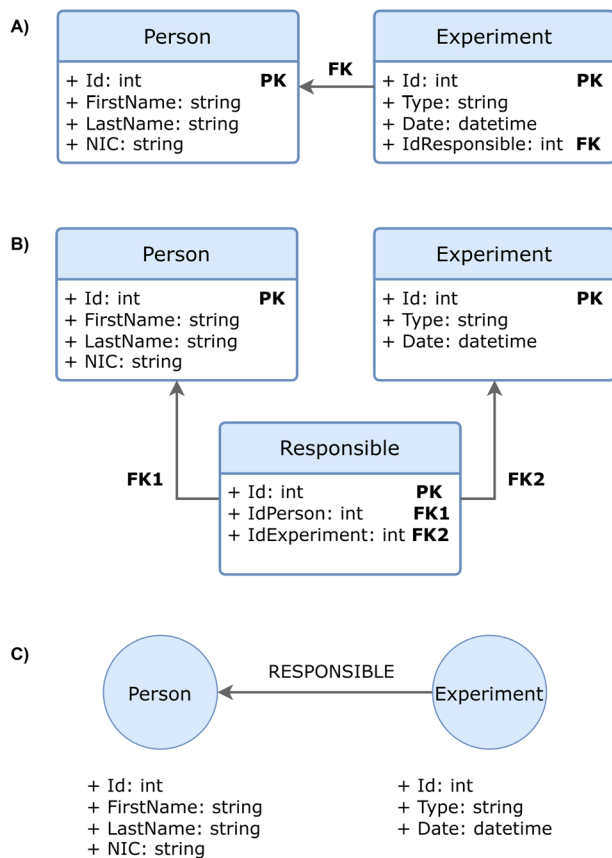 A)
Person
+ Id: int PK
+ FirstName: string
+ LastName: string
+ NIC: string
FK
Experiment
+ Id: int PK
+ Type: string
+ Date: datetime
+ IdResponsible: int FK
B)
Person
+ Id: int PK
+ FirstName: string
+ LastName: string
+ NIC: string
Experiment
+ Id: int PK
+ Type: string
+ Date: datetime
FK1
Responsible
+ Id: int PK
+ IdPerson: int FK1
+ IdExperiment: int FK2
FK2
C)
Person
RESPONSIBLE
Experiment
+ Id: int
+ FirstName: string
+ LastName: string
+ NIC: string
+ Id: int
+ Type: string
+ Date: datetime